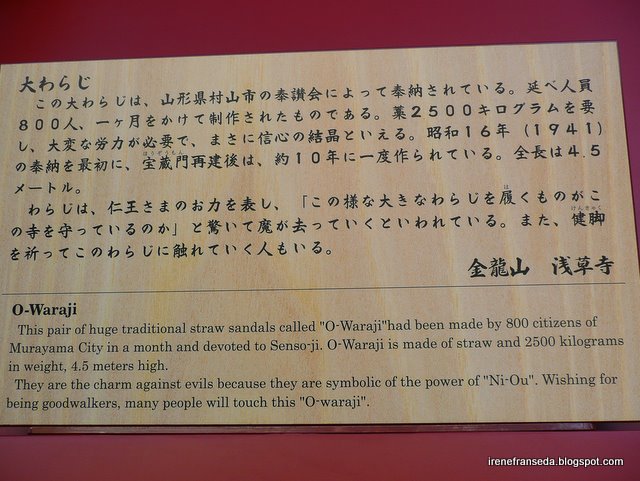 大わらじ
この大わらじは、山形県村山市の奉讃会によって奉納されている。延べ人員
800人、一ヶ月をかけて制作されたものである。藁2500キログラムを要
し、大変な労力が必要で、まさに信心の結晶といえる。昭和16年(1941)
の奉納を最初に、宝蔵門再建後は、約10年に一度作られている。全長は4.5
メートル。
わらじは、仁王さまのお力を表し、「この様な大きなわらじを履くものがこ
の寺を守っているのか」と驚いて魔が去っていくといわれている。また、健脚
を祈ってこのわらじに触れていく人もいる。
金龍山 浅草寺
O-Waraji
This pair of huge traditional straw sandals called "O-Waraji"had been made by 800 citizens of
Murayama City in a month and devoted to Senso-ji. O-Waraji is made of straw and 2500 kilograms
in weight, 4.5 meters high.
They are the charm against evils because they are symbolic of the power of "Ni-Ou". Wishing for
being goodwalkers, many people will touch this "O-waraji".
irenefranseda.blogspot.com